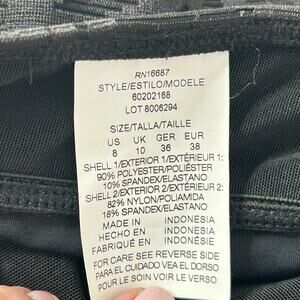 RN16687
STYLE/ESTILO/MODELE
60202168
LOT 8006294
SIZE/TALLA/TAILLE
US UK GER EUR
8 10 36 38
SHELL 1/EXTERIOR 1/EXTÉRIEUR 1:
90% POLYESTER/POLIÉSTER
10% SPANDEX/ELASTANO
SHELL 2/EXTERIOR 2/EXTÉRIEUR 2:
82% NYLON/POLIAMIDA
18% SPANDEX/ELASTANO
MADE IN INDONESIA
HECHO EN INDONESIA
FABRIQUÉ EN INDONESIA
FOR CARE SEE REVERSE SIDE
PARA EL CUIDADO VEA EL DORSO
POUR LE SOIN VOIR LE VERSO